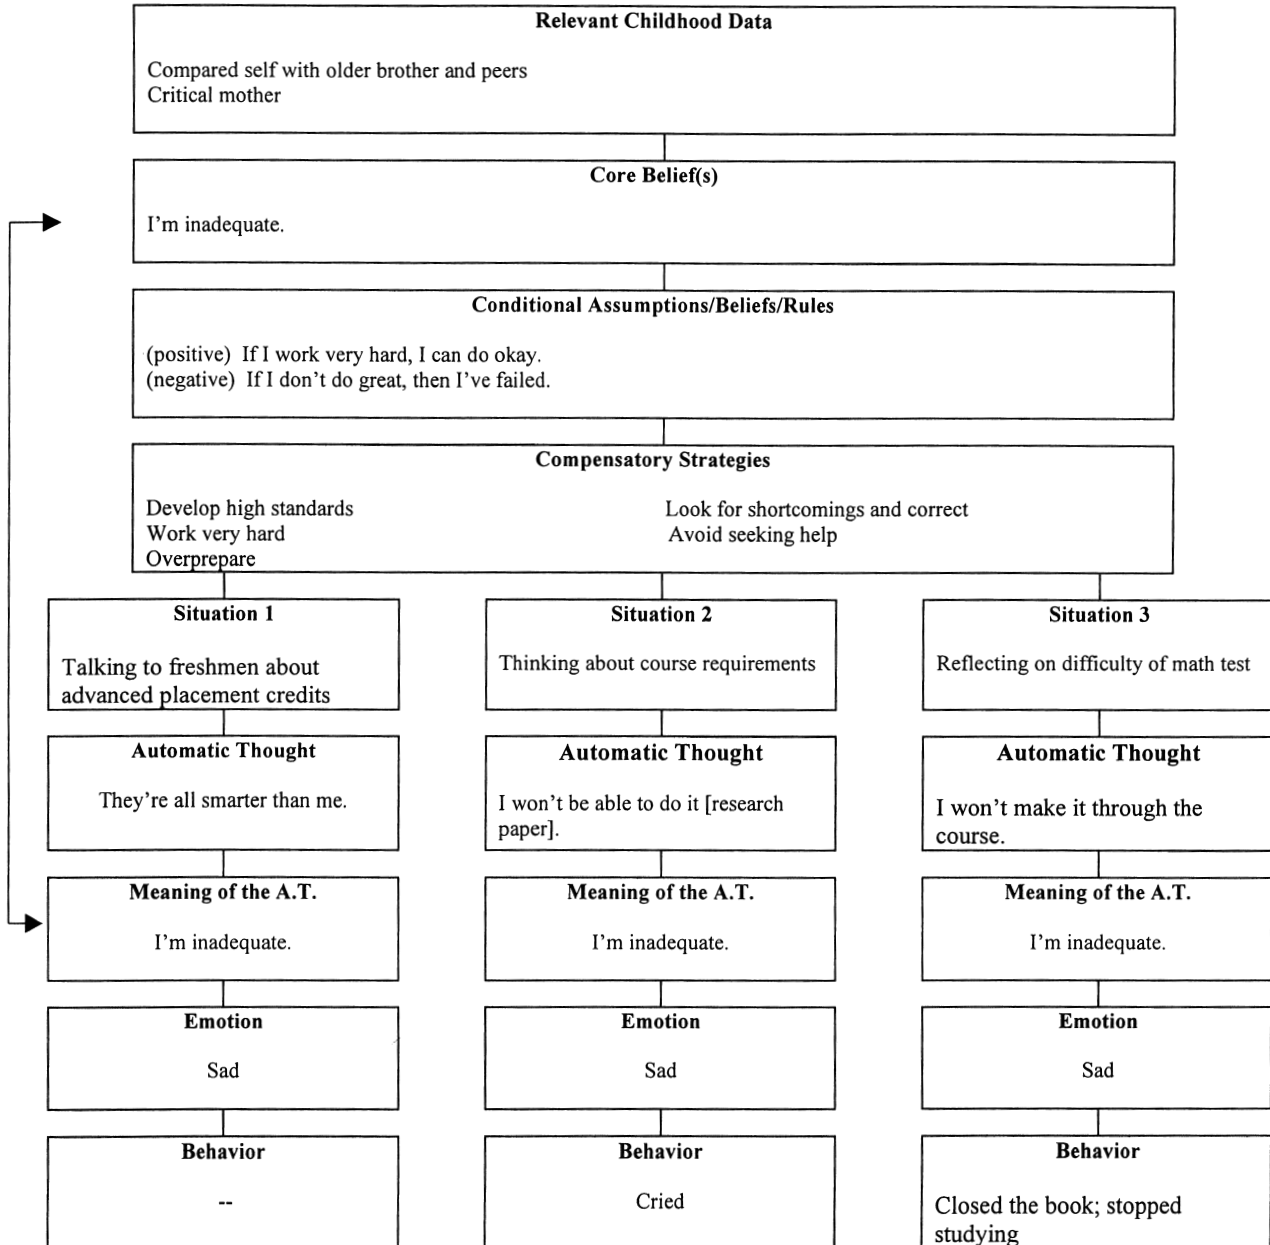 Relevant Childhood Data
Compared self with older brother and peers
Critical mother
Core Belief(s)
I'm inadequate.
Conditional Assumptions/Beliefs/Rules
(positive) If I work very hard, I can do okay.
(negative) If I don't do great, then I've failed.
Compensatory Strategies
Develop high standards
Work very hard
Overprepare
Look for shortcomings and correct
Avoid seeking help
Situation 1
Talking to freshmen about
advanced placement credits
Automatic Thought
They're all smarter than me.
Meaning of the A.T.
I'm inadequate.
Emotion
Sad
Behavior
--
Situation 2
Thinking about course requirements
Automatic Thought
I won't be able to do it [research
paper].
Meaning of the A.T.
I'm inadequate.
Emotion
Sad
Behavior
Cried
Situation 3
Reflecting on difficulty of math test
Automatic Thought
I won't make it through the
course.
Meaning of the A.T.
I'm inadequate.
Emotion
Sad
Behavior
Closed the book; stopped
studying